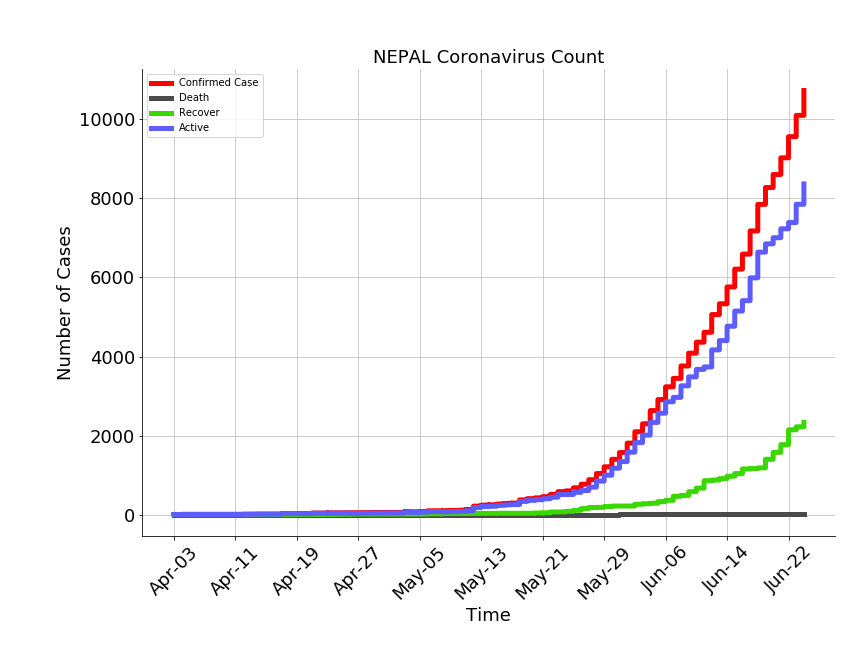 NEPAL Coronavirus Count
Confirmed Case
Death
Recover
Active
10000
8000
6000
4000
2000
0
Number of Cases
Apr-03
Apr-11
Apr-19
Apr-27
May-05
May-13
May-21
May-29
Jun-06
Jun-14
Jun-22
Time